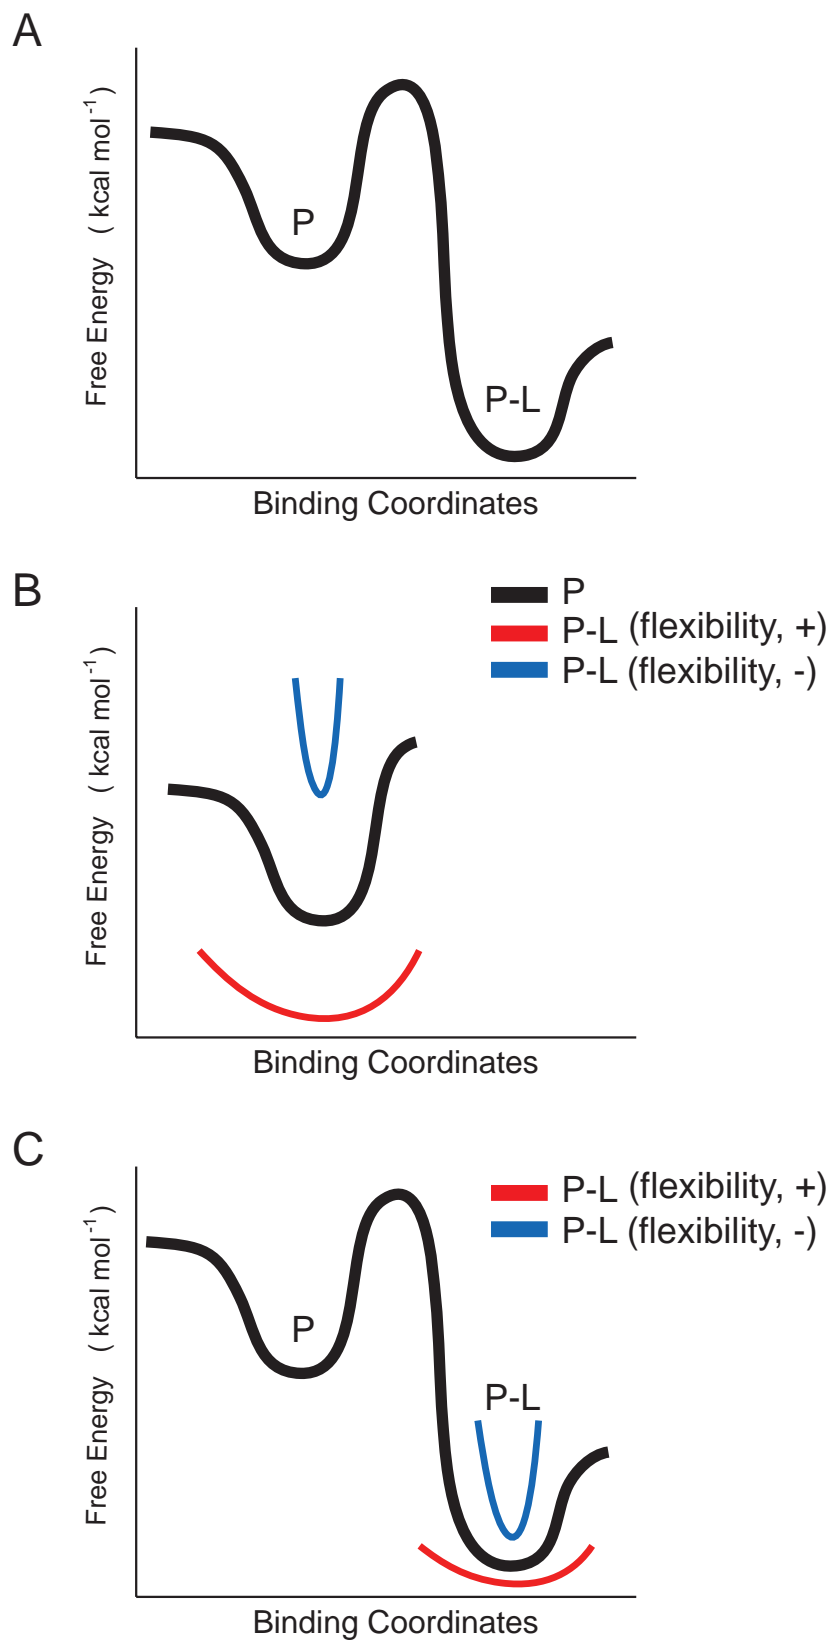 A
Free Energy ( kcal mol⁻¹)
P
P-L
Binding Coordinates
B
P
P-L (flexibility, +)
P-L (flexibility, -)
Free Energy ( kcal mol⁻¹)
Binding Coordinates
C
P-L (flexibility, +)
P-L (flexibility, -)
Free Energy ( kcal mol⁻¹)
P
P-L
Binding Coordinates